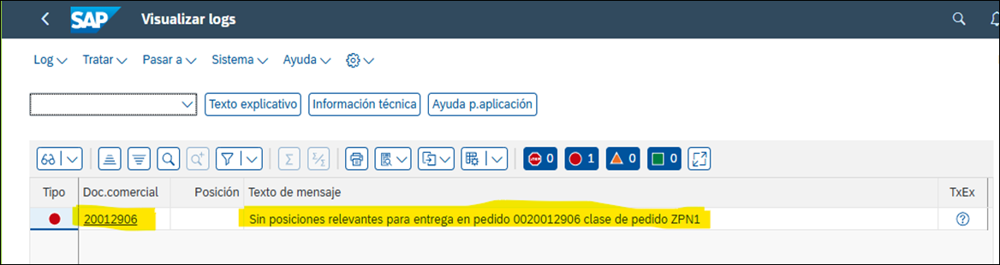 SAP Visualizar logs
Log Tratar Pasar a Sistema Ayuda
Texto explicativo Información técnica Ayuda p.aplicación
STOP 0 1 0 0
Tipo Doc.comercial Posición Texto de mensaje TxEx
20012906 Sin posiciones relevantes para entrega en pedido 0020012906 clase de pedido ZPN1